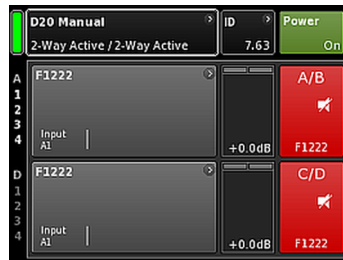 D20 Manual
2-Way Active / 2-Way Active
ID
7.63
Power
On
A
1
2
3
4
F1222
Input
A1
+0.0dB
A/B
F1222
D
1
2
3
4
F1222
Input
A1
+0.0dB
C/D
F1222